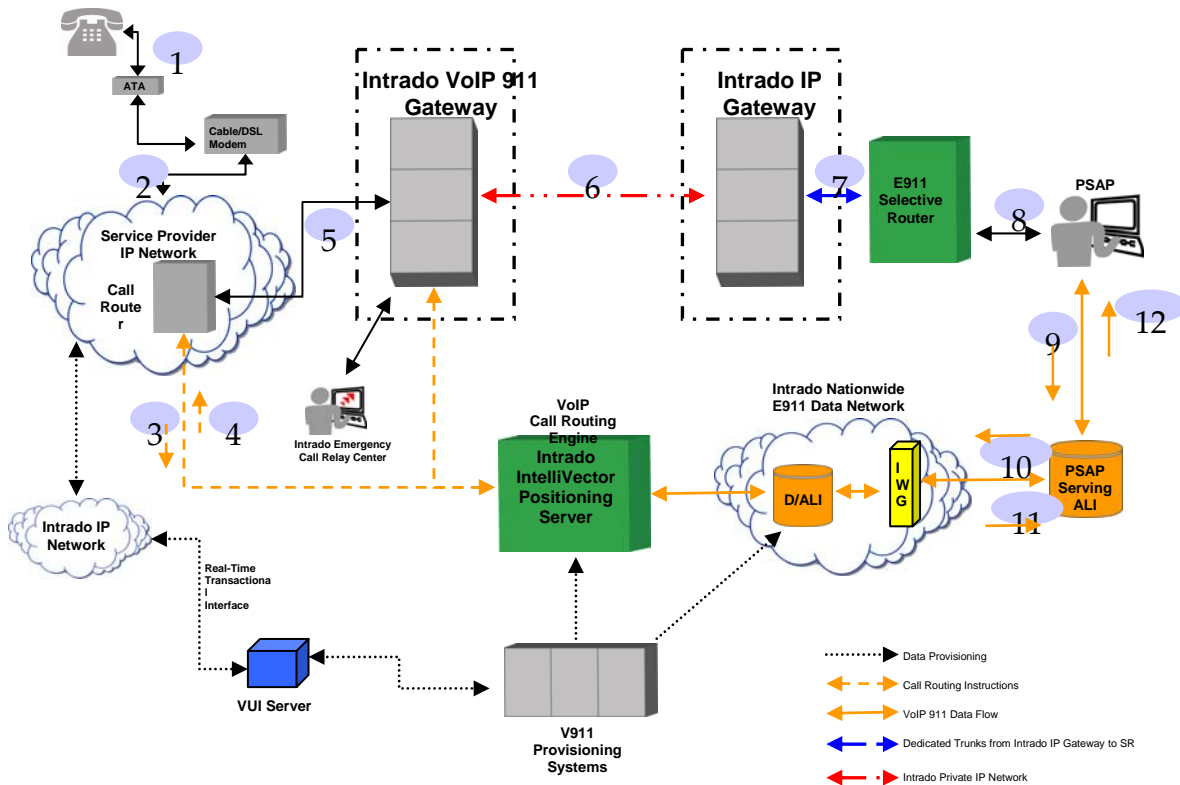 1
ATA
Cable/DSL
Modem
2
Service Provider
IP Network
Call
Route
r
Intrado VoIP 911
Gateway
5
6
Intrado IP
Gateway
7
E911
Selective
Router
8
PSAP
9
12
3
4
Intrado Emergency
Call Relay Center
VoIP
Call Routing
Engine
Intrado
IntelliVector
Positioning
Server
Intrado Nationwide
E911 Data Network
D/ALI
I
W
G
10
11
PSAP
Serving
ALI
Intrado IP
Network
Real-Time
Transactiona
l
Interface
VUI Server
V911
Provisioning
Systems
Data Provisioning
Call Routing Instructions
VoIP 911 Data Flow
Dedicated Trunks from Intrado IP Gateway to SR
Intrado Private IP Network